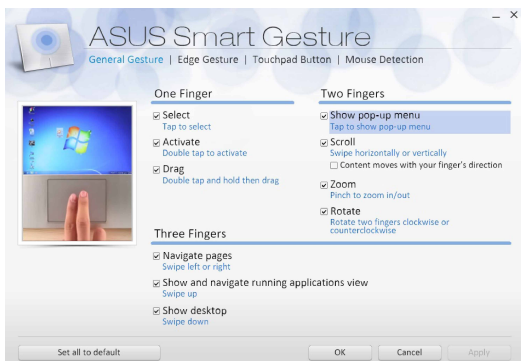 ASUS Smart Gesture
General Gesture | Edge Gesture | Touchpad Button | Mouse Detection
One Finger
Select
Tap to select
Activate
Double tap to activate
Drag
Double tap and hold then drag
Two Fingers
Show pop-up menu
Tap to show pop-up menu
Scroll
Swipe horizontally or vertically
Content moves with your finger's direction
Zoom
Pinch to zoom in/out
Rotate
Rotate two fingers clockwise or
counterclockwise
Three Fingers
Navigate pages
Swipe left or right
Show and navigate running applications view
Swipe up
Show desktop
Swipe down
Set all to default
OK
Cancel
Apply